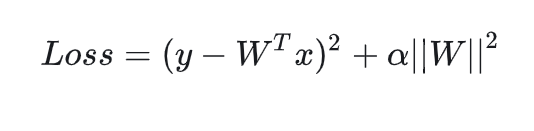 Loss = (y − W^T x)^2 + α||W||^2